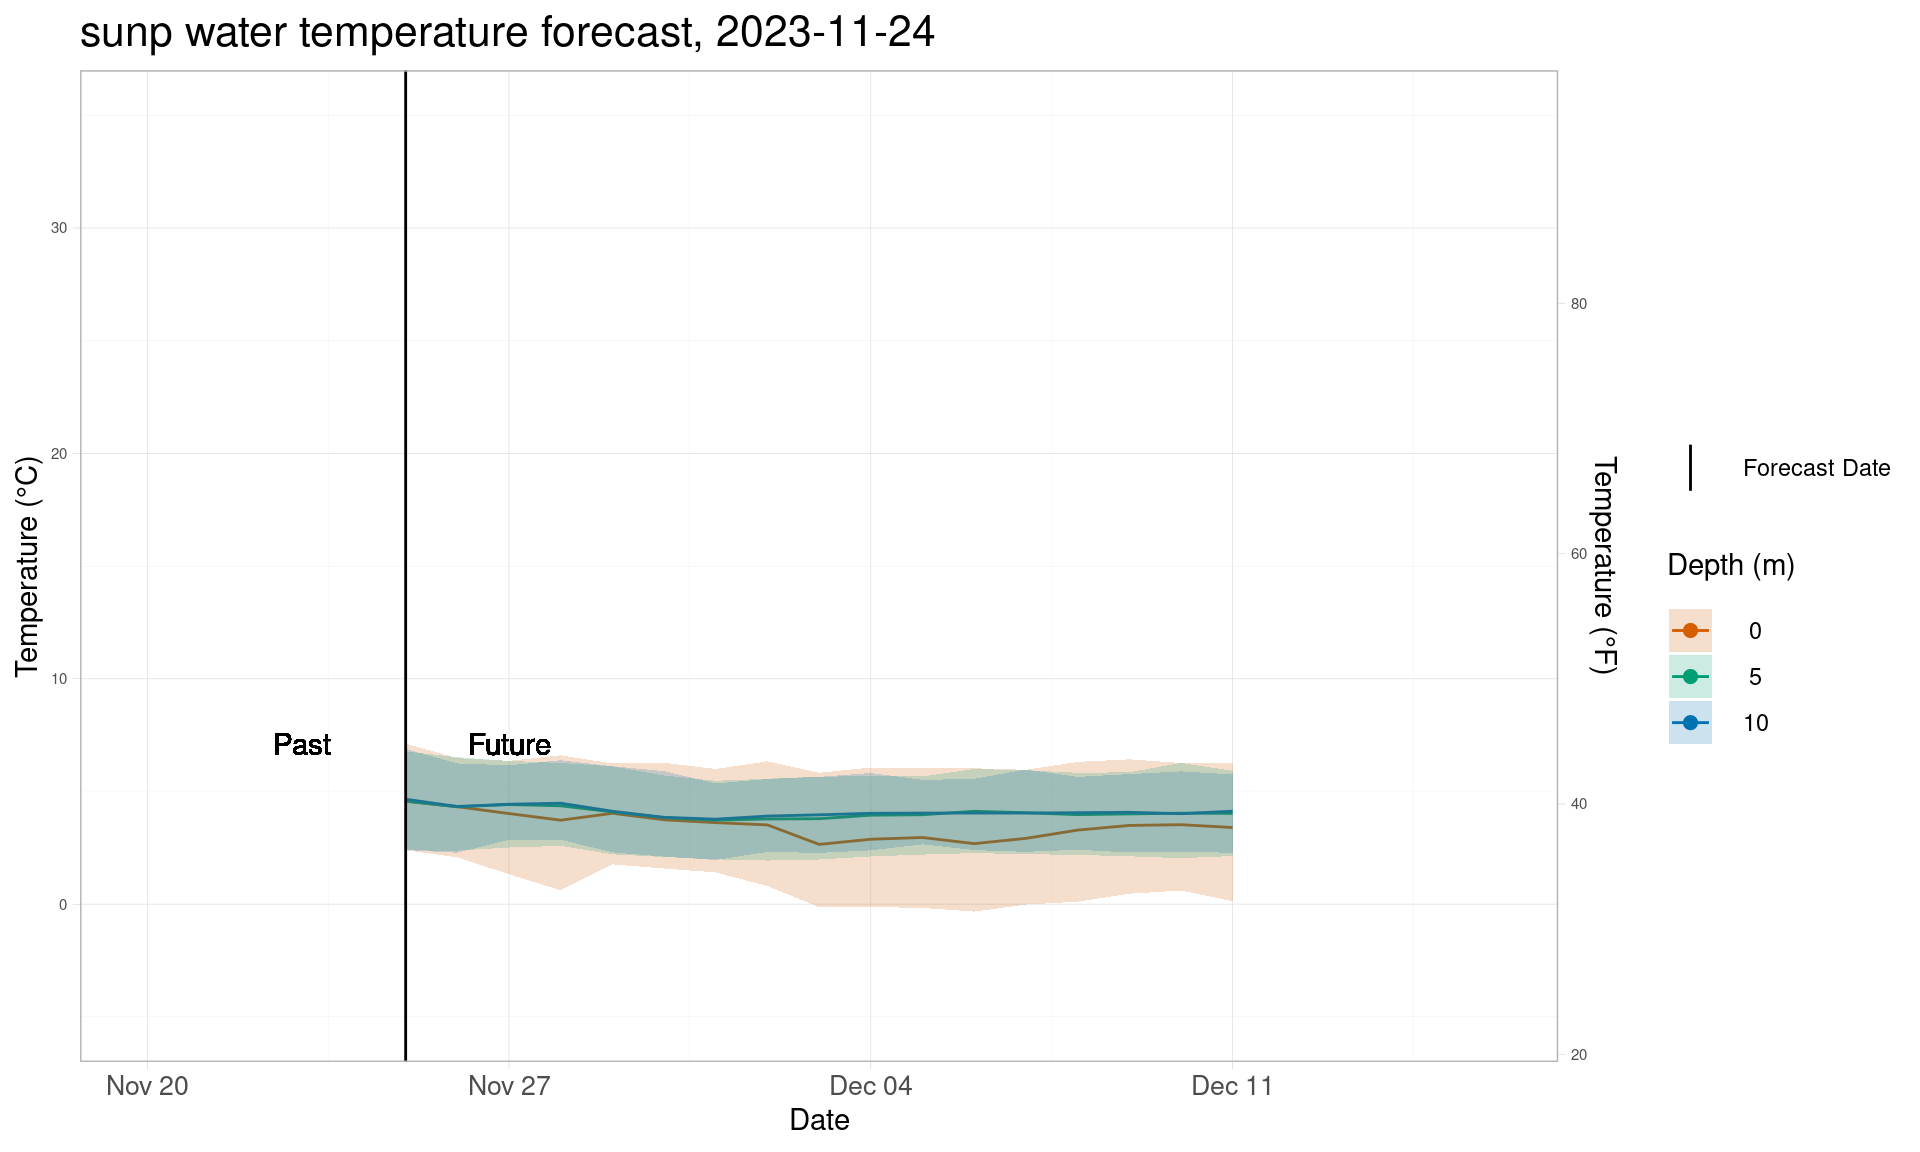 sunp water temperature forecast, 2023-11-24
Temperature (°C)
30
20
10
0
Past
Future
80
60
40
20
Temperature (°F)
Nov 20
Nov 27
Dec 04
Dec 11
Date
Forecast Date
Depth (m)
0
5
10